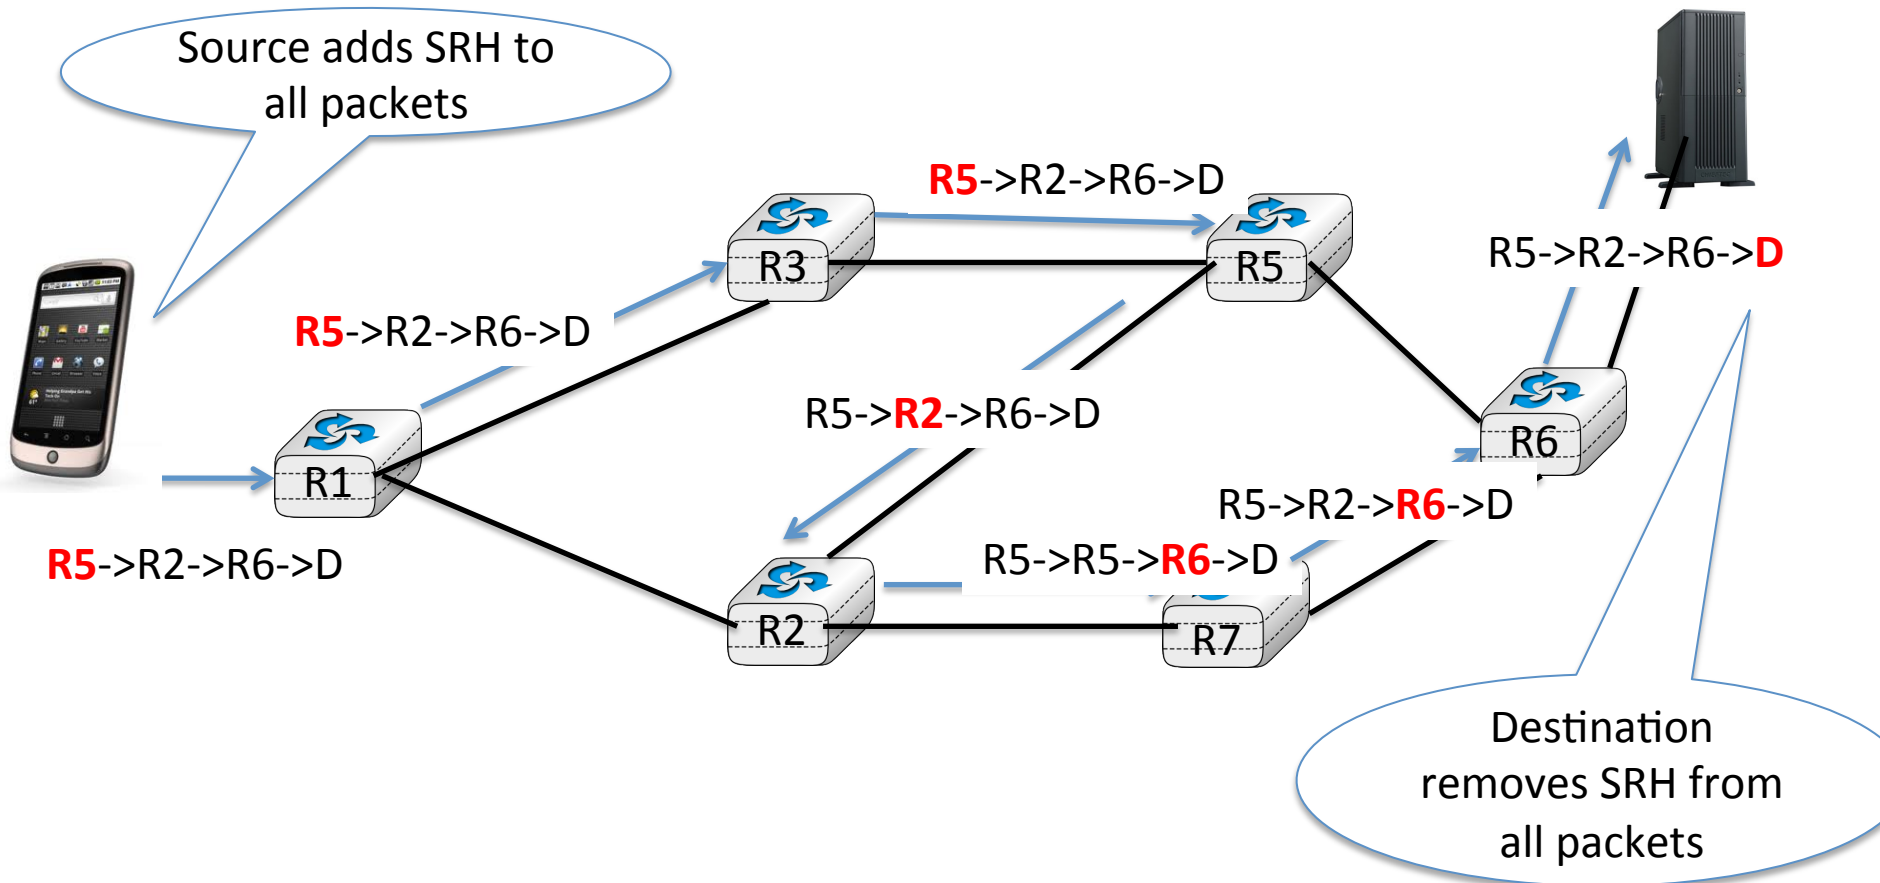 Source adds SRH to
all packets
R5->R2->R6->D
R3
R5
R5->R2->R6->D
R5->R2->R6->D
R5->R2->R6->D
R6
R1
R5->R2->R6->D
R5->R2->R6->D
R5->R5->R6->D
R2
R7
Destination
removes SRH from
all packets